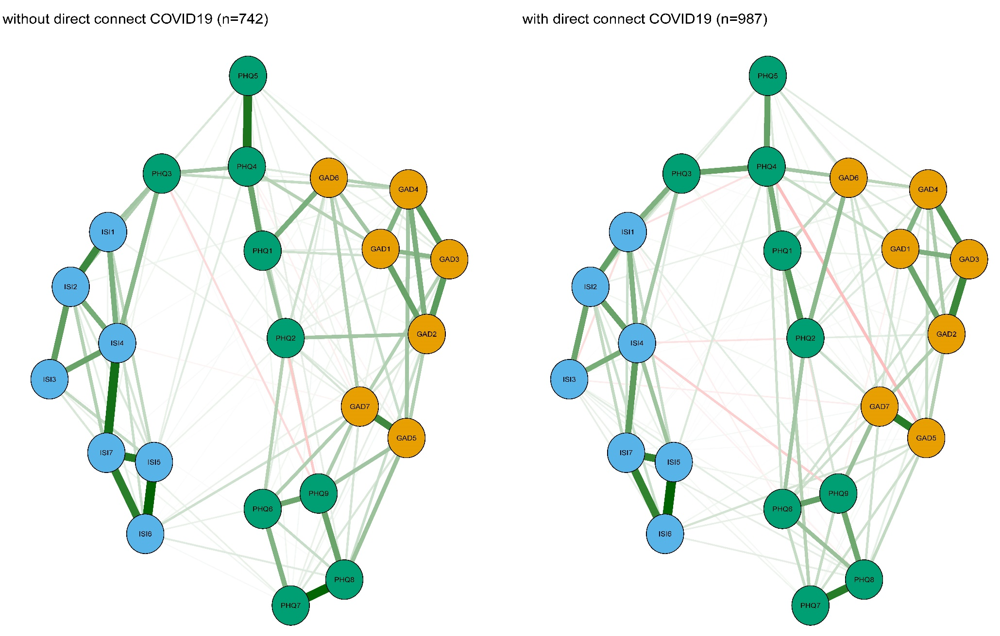 without direct connect COVID19 (n=742)
PHQ5
PHQ3
PHQ4
GAD6
GAD4
ISI1
PHQ1
GAD1
GAD3
ISI2
ISI4
PHQ2
GAD2
ISI3
GAD7
GAD5
ISI7
ISI5
PHQ9
PHQ6
ISI6
PHQ8
PHQ7
with direct connect COVID19 (n=987)
PHQ5
PHQ3
PHQ4
GAD6
GAD4
ISI1
PHQ1
GAD1
GAD3
ISI2
ISI4
PHQ2
GAD2
ISI3
GAD7
GAD5
ISI7
ISI5
PHQ9
PHQ6
ISI6
PHQ8
PHQ7